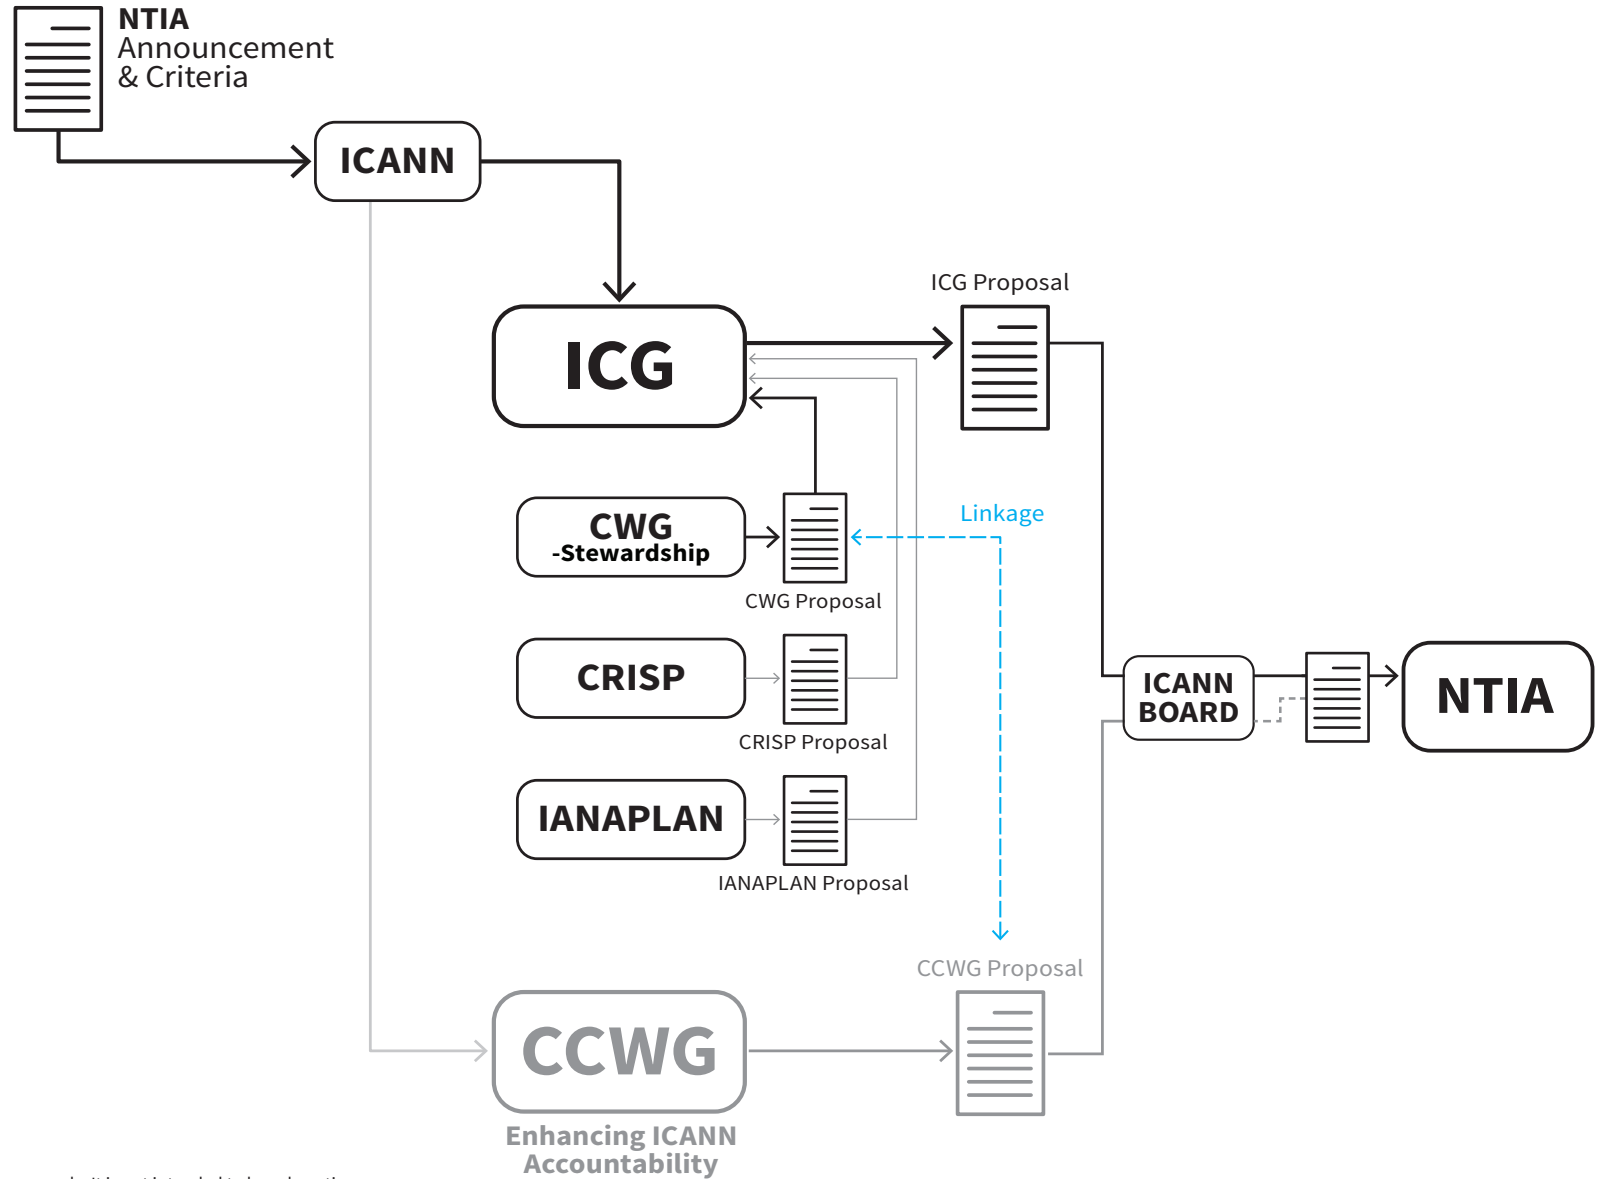 NTIA
Announcement
& Criteria
ICANN
ICG Proposal
ICG
Linkage
CWG
-Stewardship
CWG Proposal
CRISP
CRISP Proposal
ICANN
BOARD
NTIA
IANAPLAN
IANAPLAN Proposal
CCWG Proposal
CCWG
Enhancing ICANN
Accountability